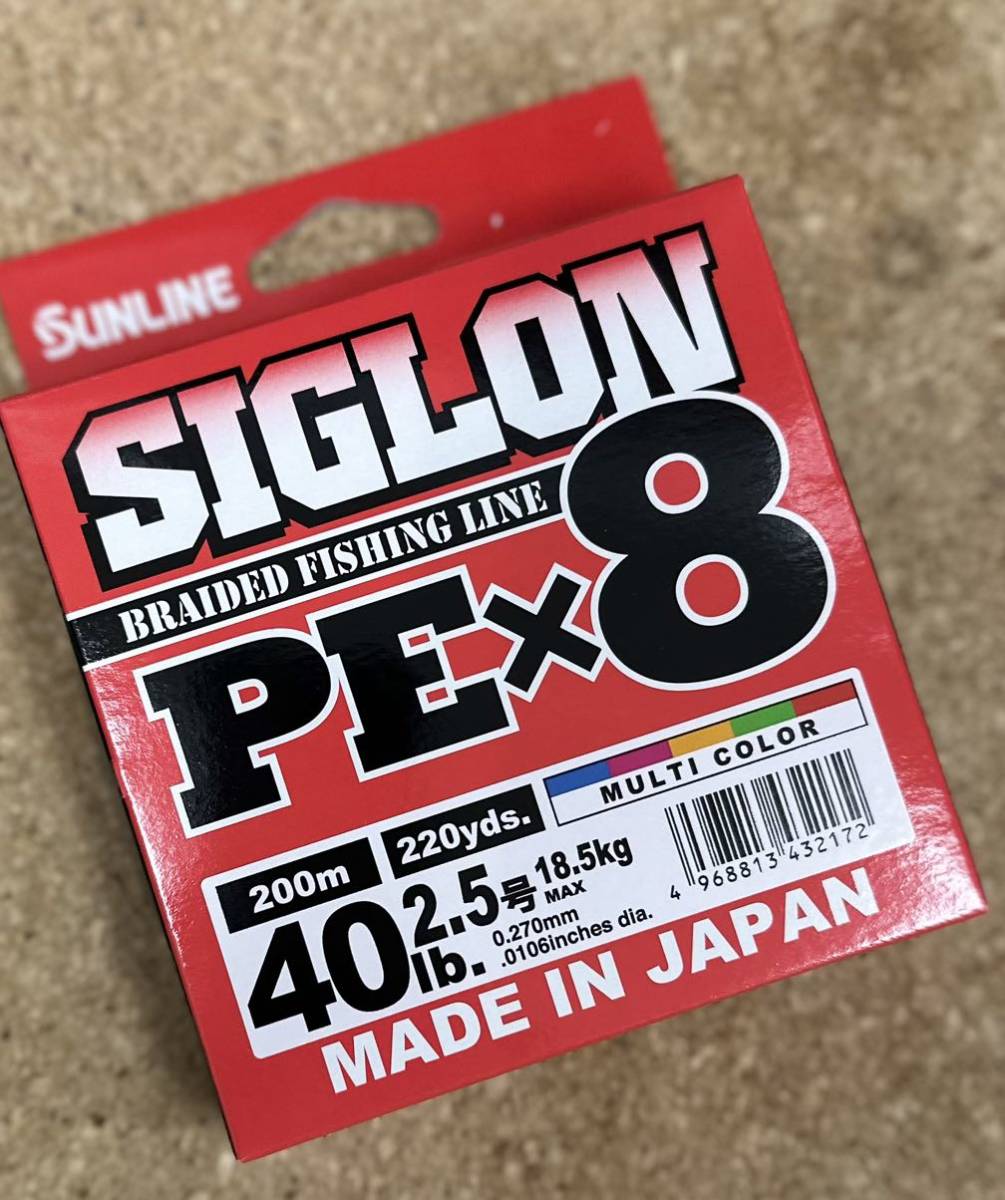 SUNLINE
SIGLON
BRAIDED FISHING LINE
PE×8
MULTI COLOR
200m 220yds.
40lb. 2.5号 18.5kg MAX
0.270mm
.0106inches dia.
4 968813 432172
MADE IN JAPAN